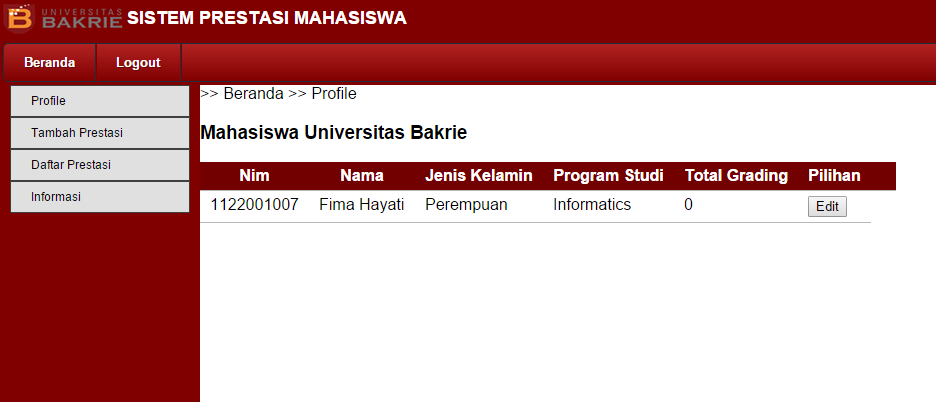 UNIVERSITAS
BAKRIE SISTEM PRESTASI MAHASISWA
Beranda Logout
Profile
Tambah Prestasi
Daftar Prestasi
Informasi
>> Beranda >> Profile
Mahasiswa Universitas Bakrie
Nim Nama Jenis Kelamin Program Studi Total Grading Pilihan
1122001007 Fima Hayati Perempuan Informatics 0 Edit